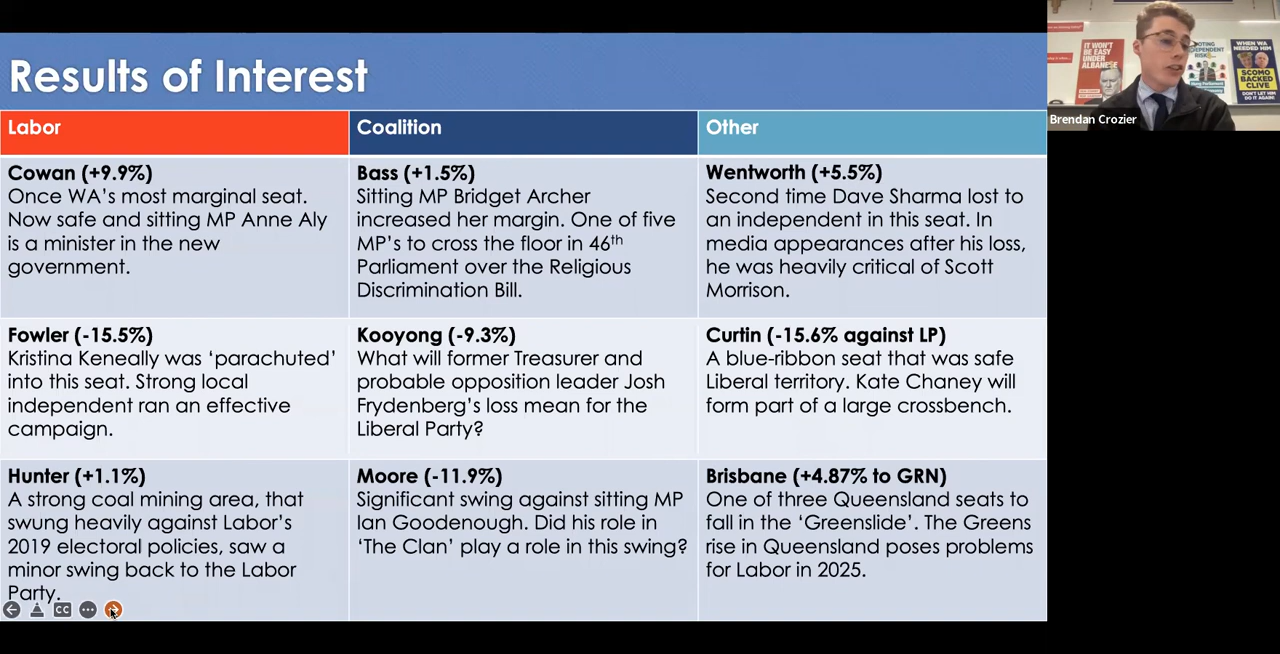 Results of Interest
Labor
Coalition
Other
Cowan (+9.9%)
Once WA's most marginal seat.
Now safe and sitting MP Anne Aly
is a minister in the new
government.
Bass (+1.5%)
Sitting MP Bridget Archer
increased her margin. One of five
MP's to cross the floor in 46th
Parliament over the Religious
Discrimination Bill.
Wentworth (+5.5%)
Second time Dave Sharma lost to
an independent in this seat. In
media appearances after his loss,
he was heavily critical of Scott
Morrison.
Fowler (-15.5%)
Kristina Keneally was 'parachuted'
into this seat. Strong local
independent ran an effective
campaign.
Kooyong (-9.3%)
What will former Treasurer and
probable opposition leader Josh
Frydenberg's loss mean for the
Liberal Party?
Curtin (-15.6% against LP)
A blue-ribbon seat that was safe
Liberal territory. Kate Chaney will
form part of a large crossbench.
Hunter (+1.1%)
A strong coal mining area, that
swung heavily against Labor's
2019 electoral policies, saw a
minor swing back to the Labor
Party.
Moore (-11.9%)
Significant swing against sitting MP
Ian Goodenough. Did his role in
'The Clan' play a role in this swing?
Brisbane (+4.87% to GRN)
One of three Queensland seats to
fall in the 'Greenslide'. The Greens
rise in Queensland poses problems
for Labor in 2025.
CC
IT WON'T
BE EASY
UNDER
ALBANESE
WHEN WA
NEEDED HIM
SCOMO
BACKED
CLIVE
DON'T LET HIM
DO IT AGAIN!
Brendan Crozier